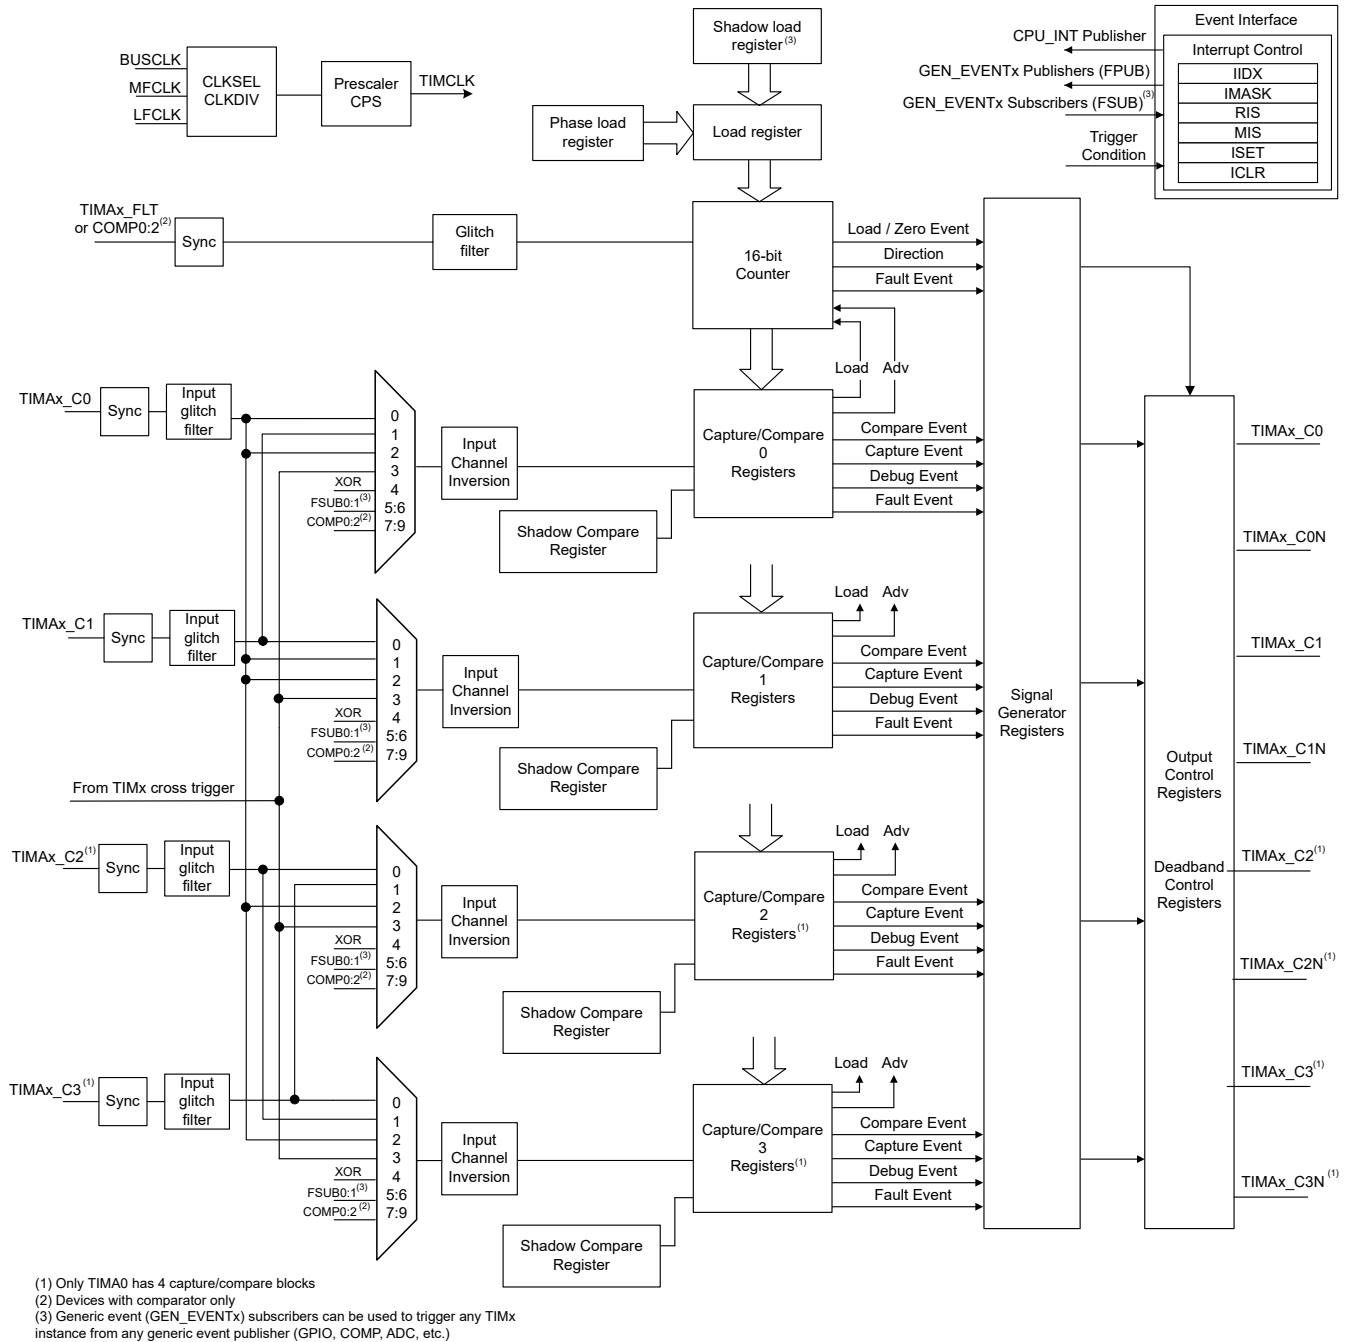 BUSCLK
MFCLK
LFCLK
CLKSEL
CLKDIV
Prescaler
CPS
TIMCLK
Shadow load
register(3)
Phase load
register
Load register
Event Interface
Interrupt Control
IIDX
IMASK
RIS
MIS
ISET
ICLR
CPU_INT Publisher
GEN_EVENTx Publishers (FPUB)
GEN_EVENTx Subscribers (FSUB)(3)
Trigger
Condition
TIMAx_FLT
or COMP0:2(2)
Sync
Glitch
filter
16-bit
Counter
Load / Zero Event
Direction
Fault Event
Load
Adv
TIMAx_C0
Sync
Input
glitch
filter
0
1
2
3
4
5:6
7:9
XOR
FSUB0:1(3)
COMP0:2(2)
Input
Channel
Inversion
Shadow Compare
Register
Capture/Compare
0
Registers
Compare Event
Capture Event
Debug Event
Fault Event
TIMAx_C1
Sync
Input
glitch
filter
0
1
2
3
4
5:6
7:9
XOR
FSUB0:1(3)
COMP0:2(2)
Input
Channel
Inversion
Shadow Compare
Register
Capture/Compare
1
Registers
Load
Adv
Compare Event
Capture Event
Debug Event
Fault Event
From TIMx cross trigger
TIMAx_C2(1)
Sync
Input
glitch
filter
0
1
2
3
4
5:6
7:9
XOR
FSUB0:1(3)
COMP0:2(2)
Input
Channel
Inversion
Shadow Compare
Register
Capture/Compare
2
Registers(1)
Load
Adv
Compare Event
Capture Event
Debug Event
Fault Event
TIMAx_C3(1)
Sync
Input
glitch
filter
0
1
2
3
4
5:6
7:9
XOR
FSUB0:1(3)
COMP0:2(2)
Input
Channel
Inversion
Shadow Compare
Register
Capture/Compare
3
Registers(1)
Load
Adv
Compare Event
Capture Event
Debug Event
Fault Event
Signal
Generator
Registers
Output
Control
Registers
Deadband
Control
Registers
TIMAx_C0
TIMAx_C0N
TIMAx_C1
TIMAx_C1N
TIMAx_C2(1)
TIMAx_C2N(1)
TIMAx_C3(1)
TIMAx_C3N(1)
(1) Only TIMA0 has 4 capture/compare blocks
(2) Devices with comparator only
(3) Generic event (GEN_EVENTx) subscribers can be used to trigger any TIMx
instance from any generic event publisher (GPIO, COMP, ADC, etc.)